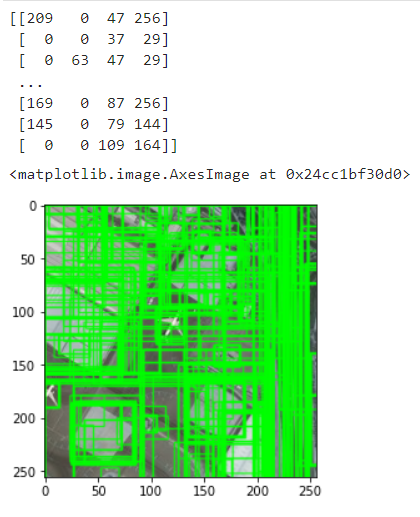 [[209   0  47 256]
 [  0   0  37  29]
 [  0  63  47  29]
 ...
 [169   0  87 256]
 [145   0  79 144]
 [  0   0 109 164]]
<matplotlib.image.AxesImage at 0x24cc1bf30d0>
0
50
100
150
200
250
0 50 100 150 200 250